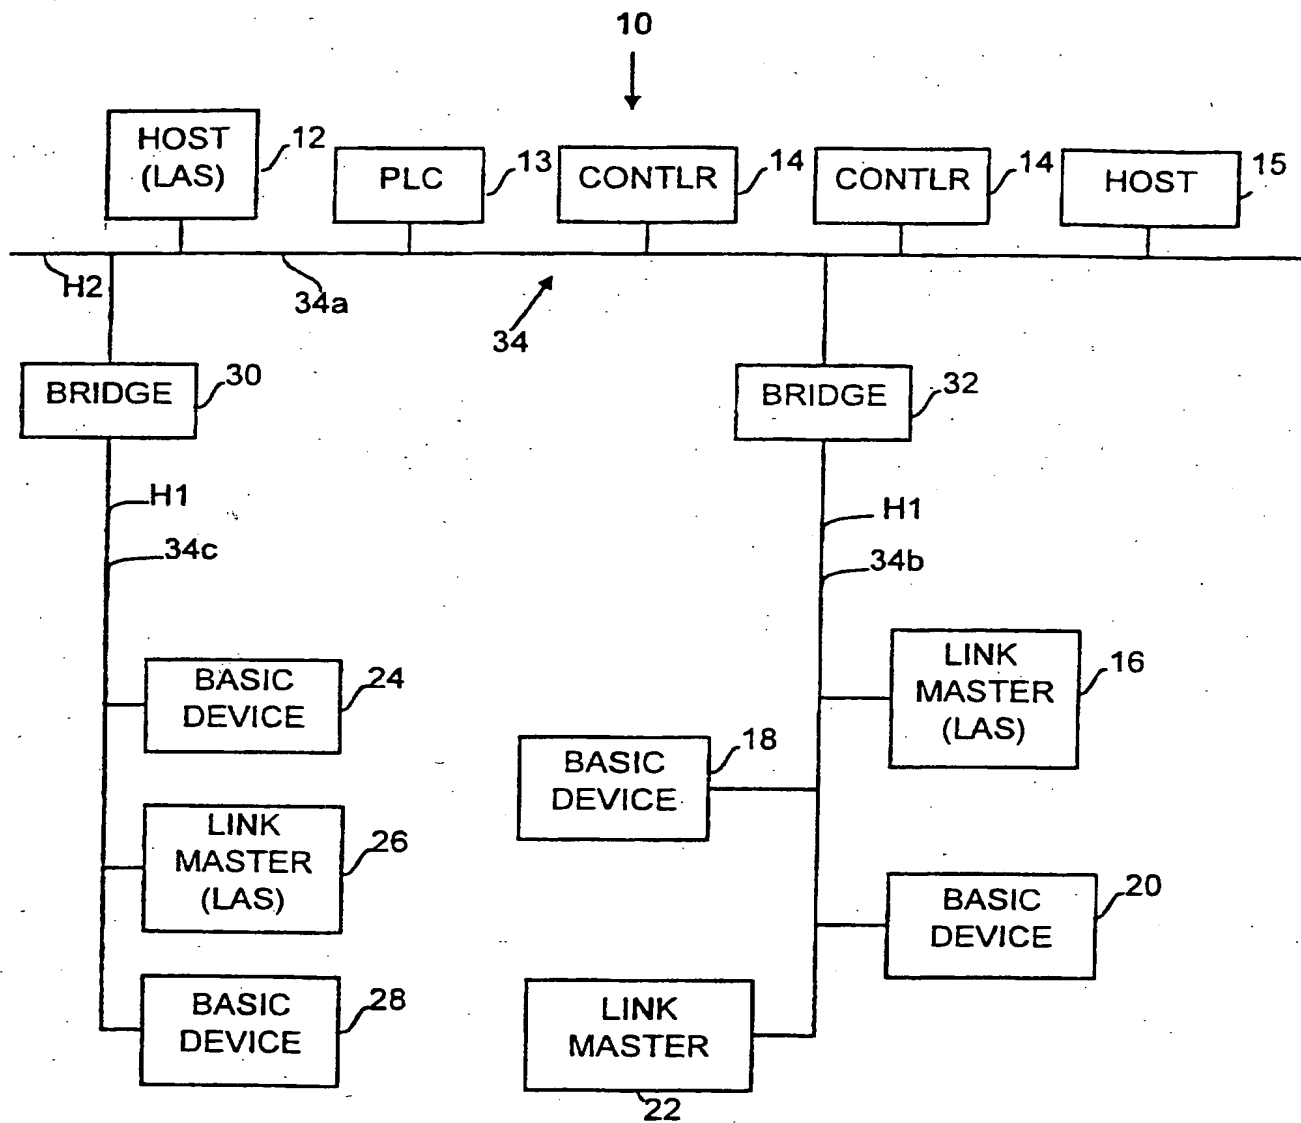 10
HOST
(LAS)
12
PLC
13
CONTLR
14
CONTLR
14
HOST
15
H2
34a
34
BRIDGE
30
BRIDGE
32
H1
34c
H1
34b
BASIC
DEVICE
24
LINK
MASTER
(LAS)
16
BASIC
DEVICE
18
LINK
MASTER
(LAS)
26
BASIC
DEVICE
20
BASIC
DEVICE
28
LINK
MASTER
22